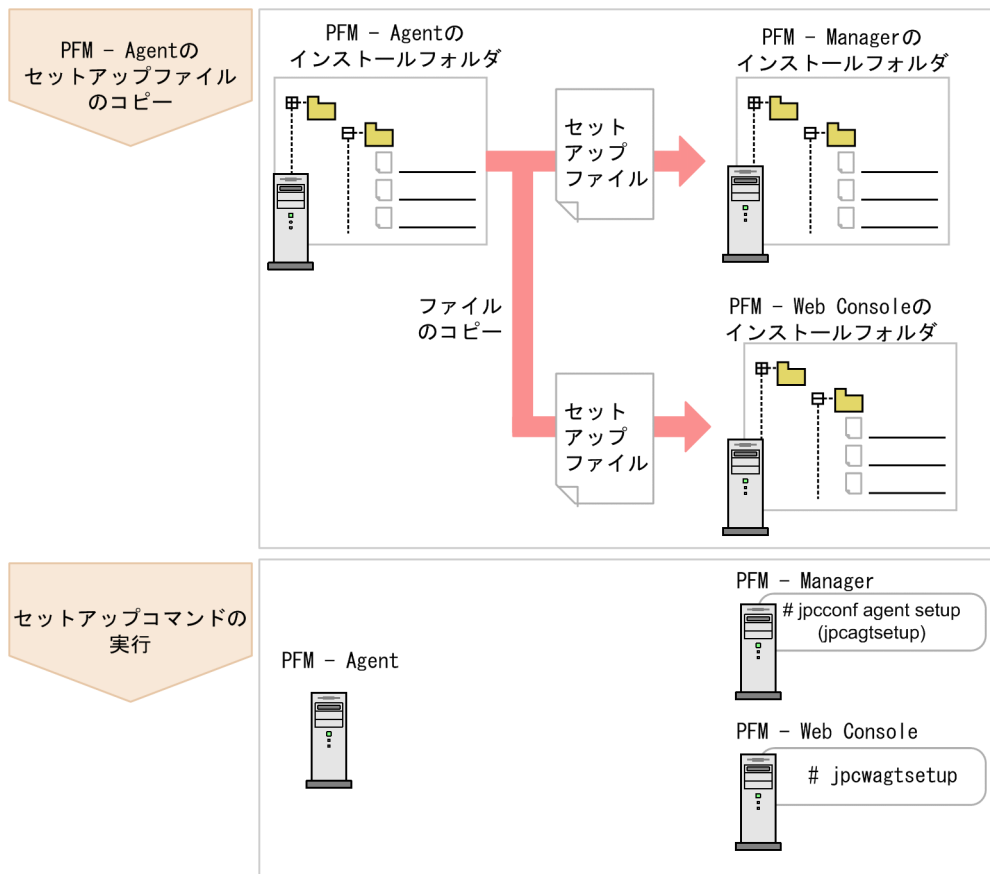 PFM - Agentの
セットアップファイル
のコピー
PFM - Agentの
インストールフォルダ
PFM - Managerの
インストールフォルダ
セット
アップ
ファイル
ファイル
のコピー
PFM - Web Consoleの
インストールフォルダ
セット
アップ
ファイル
セットアップコマンドの
実行
PFM - Agent
PFM - Manager
# jpcconf agent setup
(jpcagtsetup)
PFM - Web Console
# jpcwagtsetup